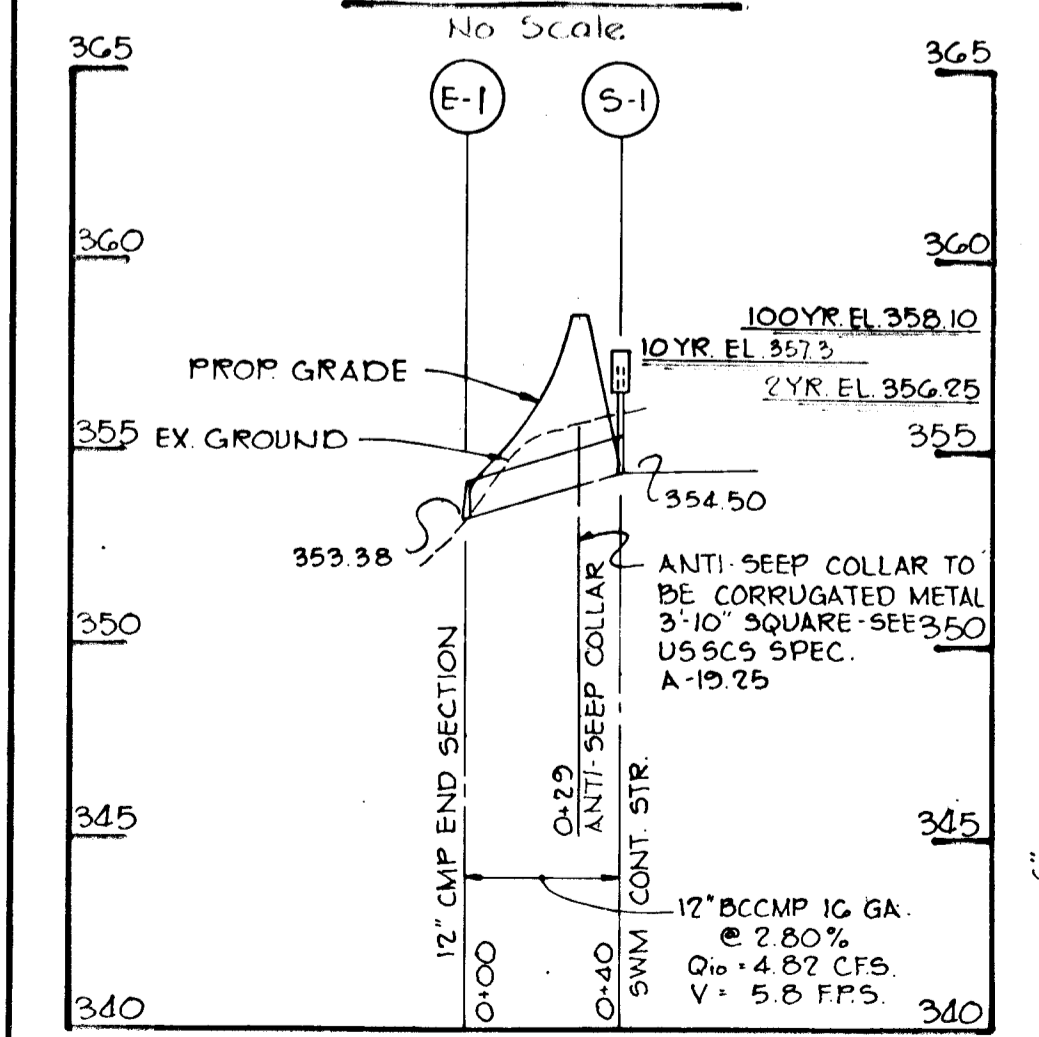 No Scale
365
365
E-1
S-1
360
360
100 YR. EL. 358.10
10 YR. EL. 357.3
PROP. GRADE
2 YR. EL. 356.25
355
EX. GROUND
355
354.50
353.38
ANTI-SEEP COLLAR TO
BE CORRUGATED METAL
3'-10" SQUARE - SEE
USSCS SPEC.
A-19.25
350
350
12" CMP END SECTION
0+29
ANTI-SEEP COLLAR
SWM CONT. STR.
345
345
12" BCCMP 16 GA.
@ 2.80%
Q10 = 4.82 CFS.
V = 5.8 F.P.S.
0+00
0+40
340
340